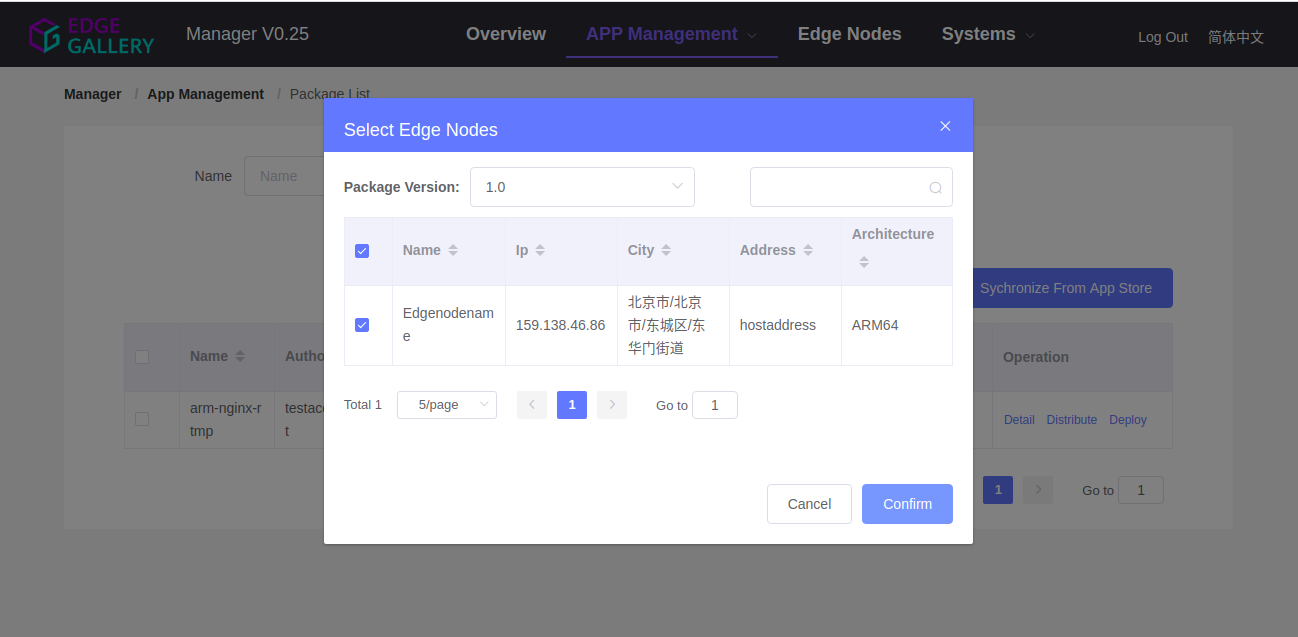 EDGE
GALLERY
Manager V0.25
Overview
APP Management
Edge Nodes
Systems
Log Out
简体中文
Manager / App Management / Package List
Select Edge Nodes
Name
Name
Package Version:
1.0
Name
Ip
City
Address
Architecture
Edgenodenam
e
159.138.46.86
北京市/北京
市/东城区/东
华门街道
hostaddress
ARM64
Sychronize From App Store
Name
Autho
Operation
arm-nginx-r
tmp
testacc
t
Detail
Distribute
Deploy
Total 1
5/page
1
Go to
1
Cancel
Confirm
1
Go to
1